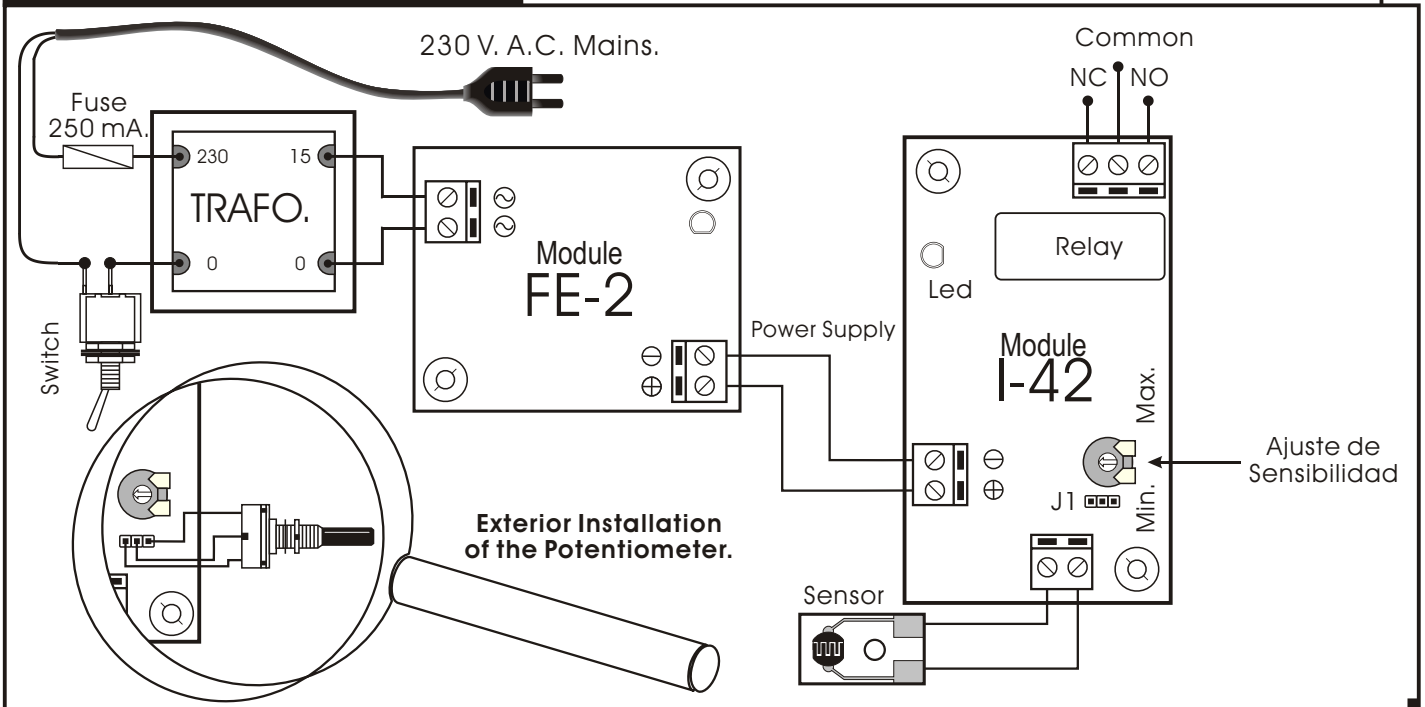 230 V. A.C. Mains.
Fuse
250 mA.
230
15
TRAFO.
0
0
Switch
Module
FE-2
Power Supply
Common
NC
NO
Relay
Led
Module
I-42
Max.
Min.
J1
Ajuste de
Sensibilidad
Exterior Installation
of the Potentiometer.
Sensor